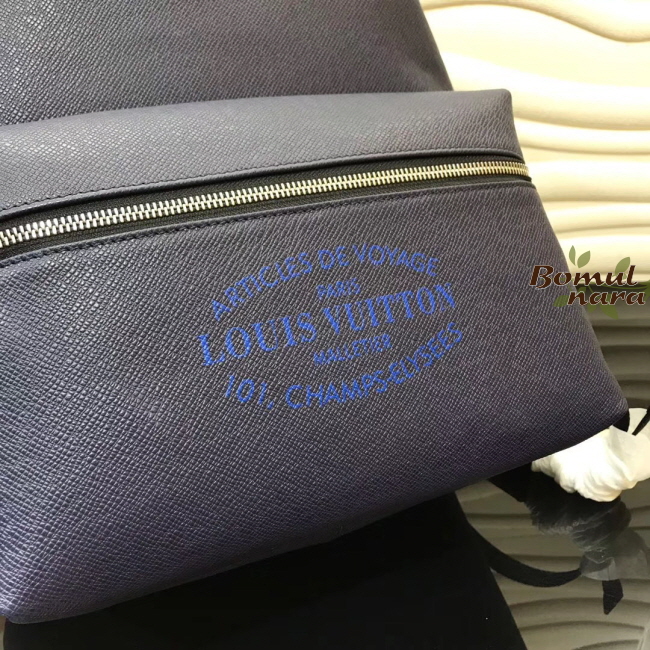 ARTICLES DE VOYAGE
PARIS
LOUIS VUITTON
MALLETIER
101, CHAMPS-ELYSEES
Bomul
nara